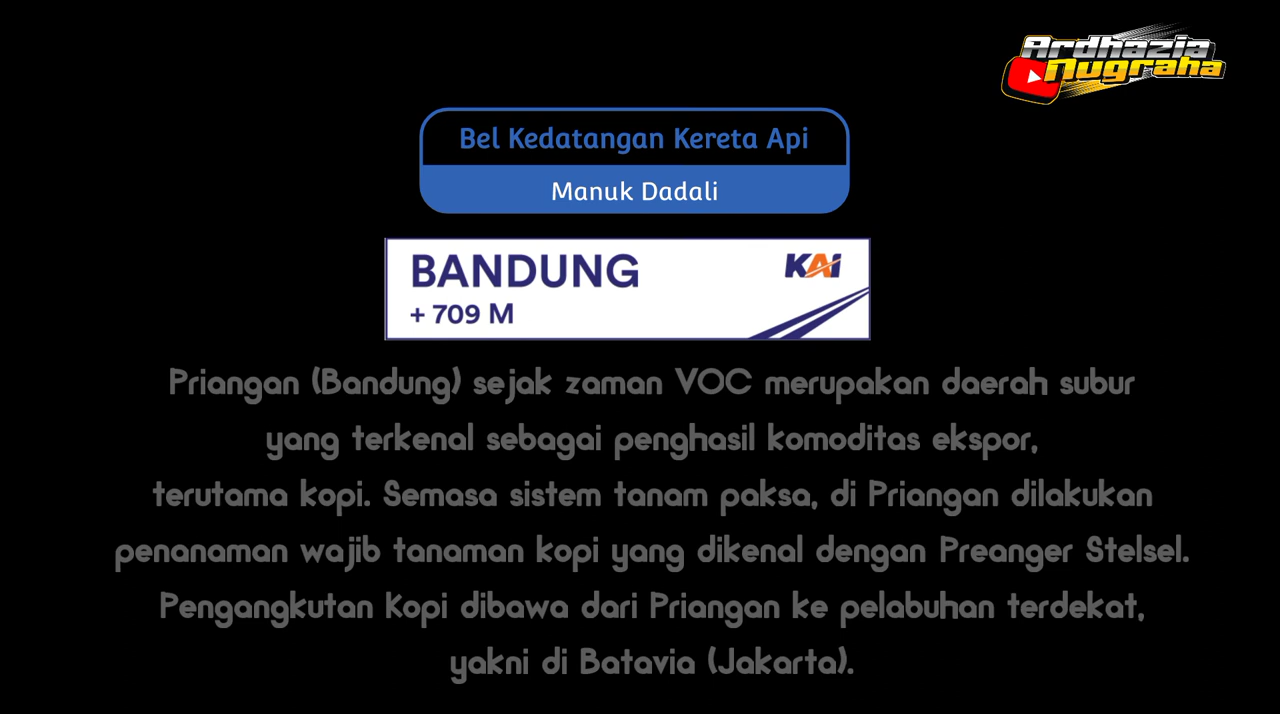 Ardhazia
Nugraha
Bel Kedatangan Kereta Api
Manuk Dadali
BANDUNG
KAI
+ 709 M
Priangan (Bandung) sejak zaman VOC merupakan daerah subur
yang terkenal sebagai penghasil komoditas ekspor,
terutama kopi. Semasa sistem tanam paksa, di Priangan dilakukan
penanaman wajib tanaman kopi yang dikenal dengan Preanger Stelsel.
Pengangkutan Kopi dibawa dari Priangan ke pelabuhan terdekat,
yakni di Batavia (Jakarta).